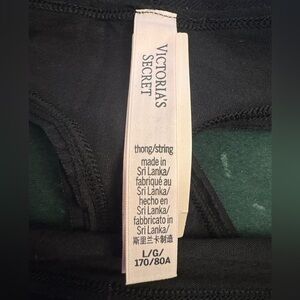 VICTORIA'S
SECRET
thong/string
made in
Sri Lanka/
fabriqué au
Sri Lanka/
hecho en
Sri Lanka/
fabbricato in
Sri Lanka/
斯里兰卡制造
L/G/
170/80A